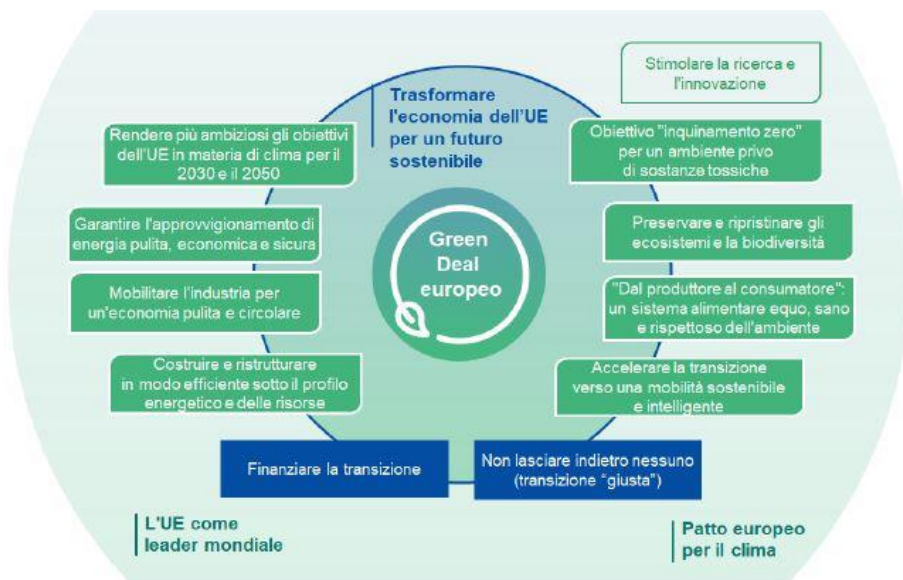 Stimolare la ricerca e
l'innovazione
Trasformare
l'economia dell'UE
per un futuro
sostenibile
Rendere più ambiziosi gli obiettivi
dell'UE in materia di clima per il
2030 e il 2050
Obiettivo "inquinamento zero"
per un ambiente privo
di sostanze tossiche
Garantire l'approvvigionamento di
energia pulita, economica e sicura
Preservare e ripristinare gli
ecosistemi e la biodiversità
Green
Deal
europeo
Mobilitare l'industria per
un'economia pulita e circolare
"Dal produttore al consumatore":
un sistema alimentare equo, sano
e rispettoso dell'ambiente
Costruire e ristrutturare
in modo efficiente sotto il profilo
energetico e delle risorse
Accelerare la transizione
verso una mobilità sostenibile
e intelligente
Finanziare la transizione
Non lasciare indietro nessuno
(transizione "giusta")
L'UE come
leader mondiale
Patto europeo
per il clima